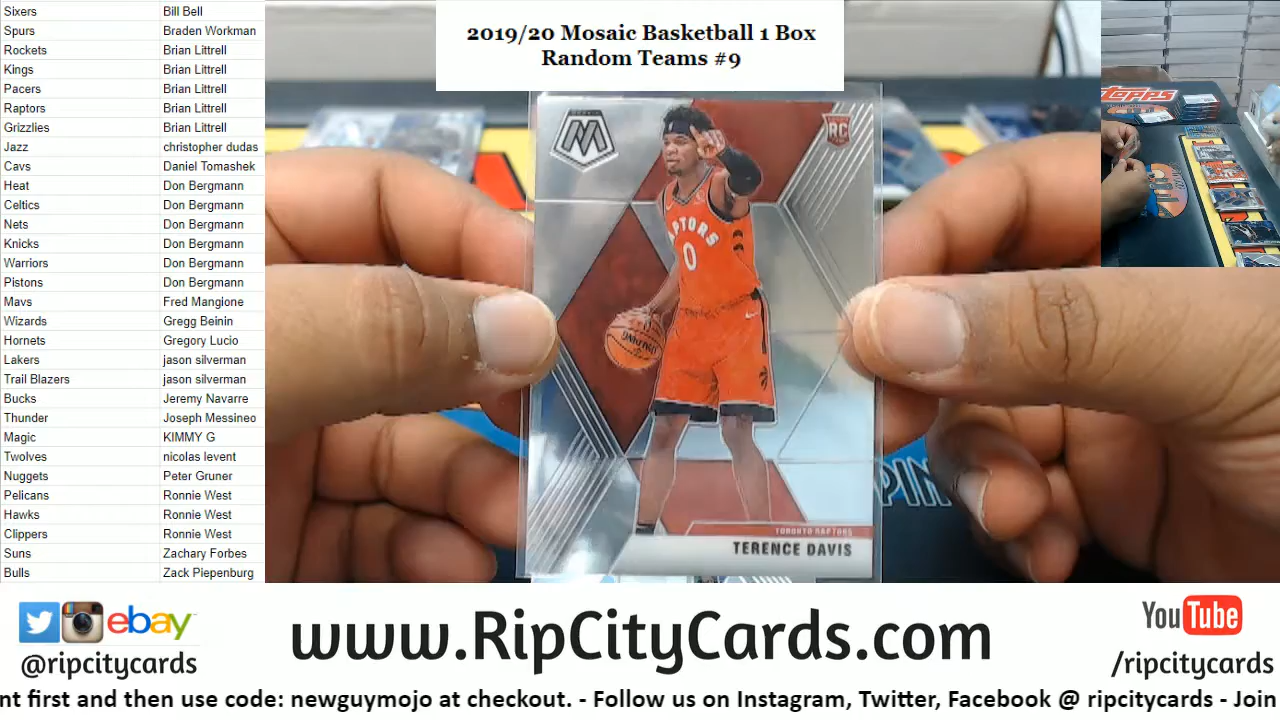 Sixers Bill Bell
Spurs Braden Workman
Rockets Brian Littrell
Kings Brian Littrell
Pacers Brian Littrell
Raptors Brian Littrell
Grizzlies Brian Littrell
Jazz christopher dudas
Cavs Daniel Tomashek
Heat Don Bergmann
Celtics Don Bergmann
Nets Don Bergmann
Knicks Don Bergmann
Warriors Don Bergmann
Pistons Don Bergmann
Mavs Fred Mangione
Wizards Gregg Beinin
Hornets Gregory Lucio
Lakers jason silverman
Trail Blazers jason silverman
Bucks Jeremy Navarre
Thunder Joseph Messineo
Magic KIMMY G
Twolves nicolas levent
Nuggets Peter Gruner
Pelicans Ronnie West
Hawks Ronnie West
Clippers Ronnie West
Suns Zachary Forbes
Bulls Zack Piepenburg
2019/20 Mosaic Basketball 1 Box
Random Teams #9
M
RC
RAPTORS
0
SPALDING
TORONTO RAPTORS
TERENCE DAVIS
PIN
TOPPS
ebay
@ripcitycards
www.RipCityCards.com
YouTube
/ripcitycards
nt first and then use code: newguymojo at checkout. - Follow us on Instagram, Twitter, Facebook @ ripcitycards - Join